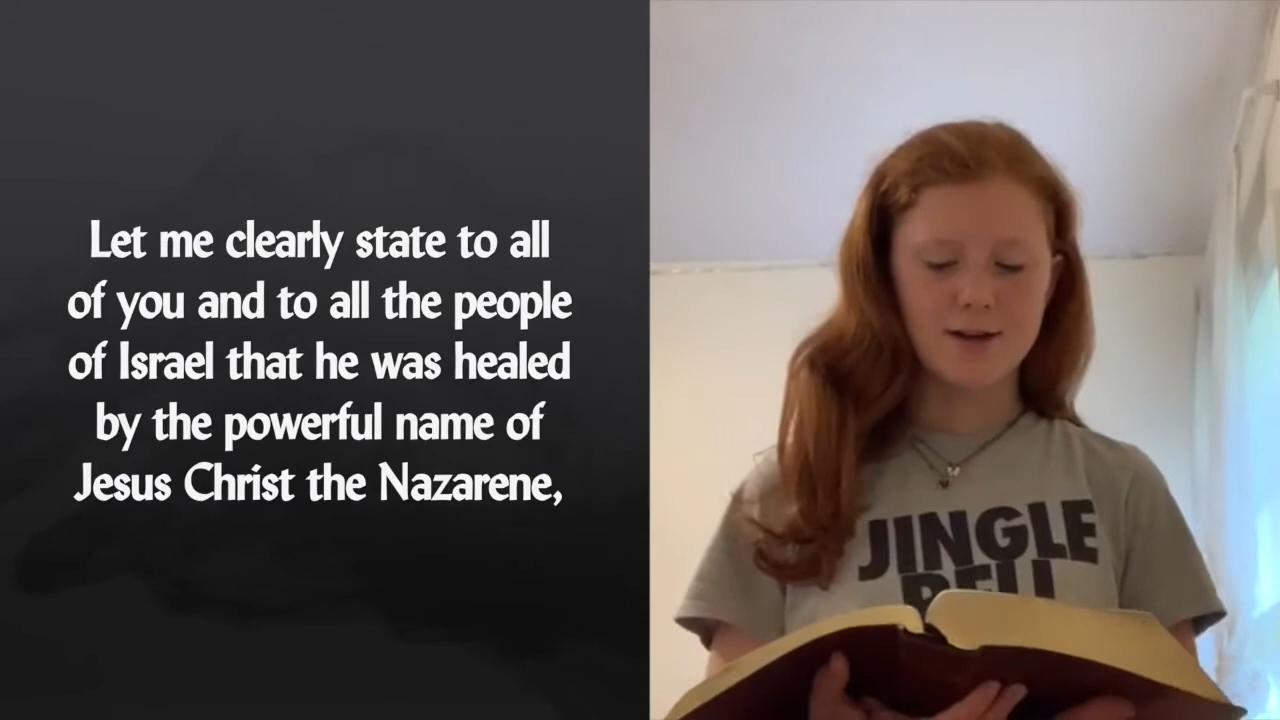 Let me clearly state to all
of you and to all the people
of Israel that he was healed
by the powerful name of
Jesus Christ the Nazarene,
JINGLE
BELL